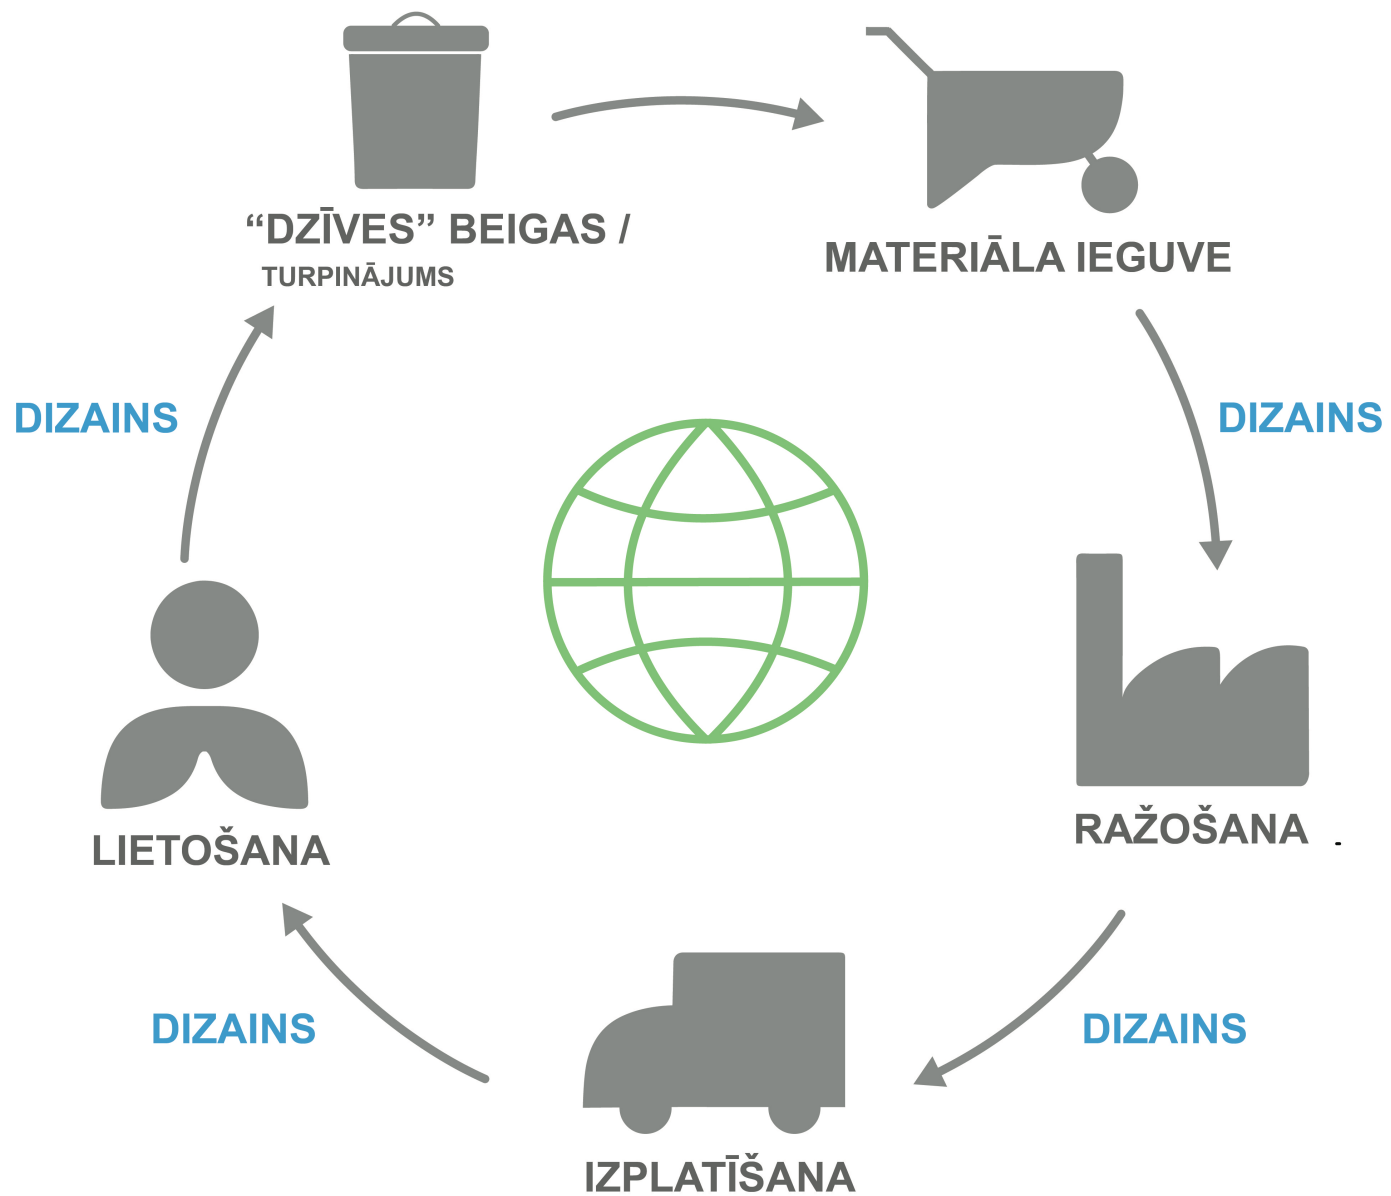 “DZĪVES” BEIGAS /
TURPINĀJUMS
MATERIĀLA IEGUVE
DIZAINS
DIZAINS
RAŽOŠANA -
LIETOŠANA
DIZAINS
DIZAINS
IZPLATĪŠANA